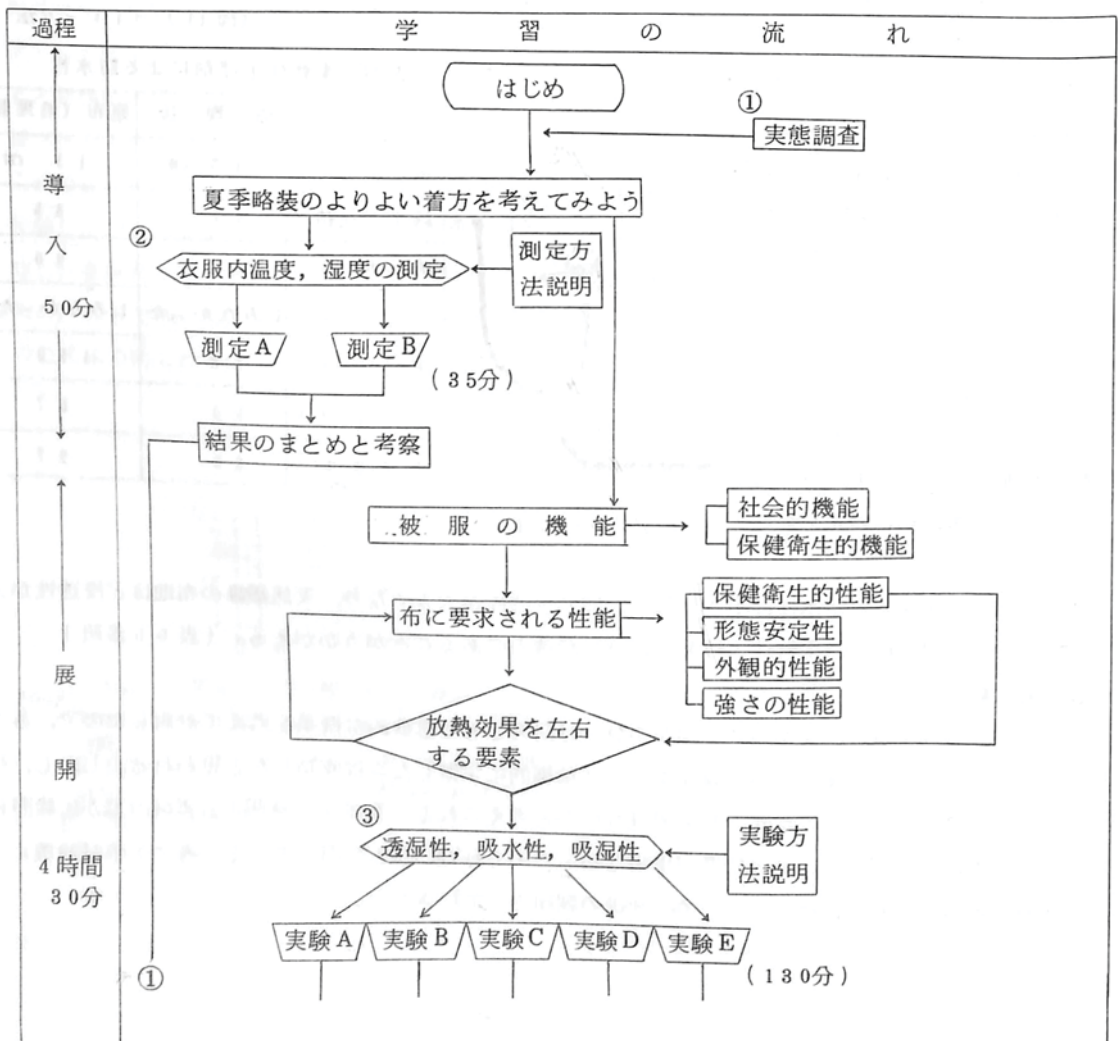 過程
学習の流れ
はじめ
①
実態調査
導
入
50分
夏季略装のよりよい着方を考えてみよう
②
衣服内温度，湿度の測定
測定方
法説明
測定A
測定B
(35分)
結果のまとめと考察
被服の機能
社会的機能
保健衛生的機能
布に要求される性能
保健衛生的性能
形態安定性
外観的性能
強さの性能
展
開
4時間
30分
放熱効果を左右
する要素
③
透湿性，吸水性，吸湿性
実験方
法説明
実験A
実験B
実験C
実験D
実験E
(130分)
①